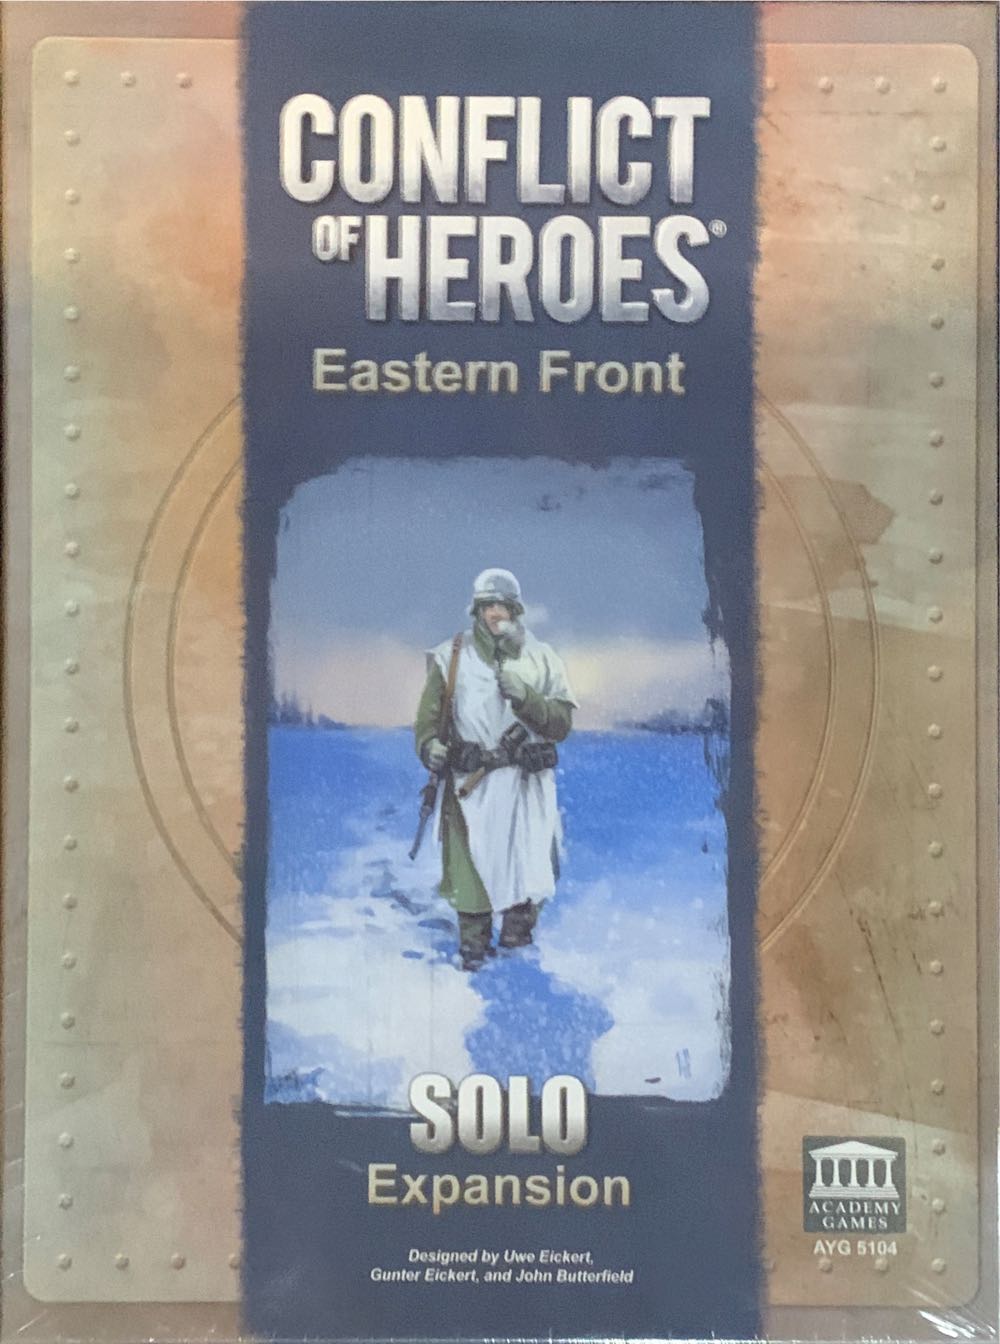 CONFLICT
OF HEROES®
Eastern Front
SOLO
Expansion
Designed by Uwe Eickert,
Gunter Eickert, and John Butterfield
ACADEMY
GAMES
AYG 5104